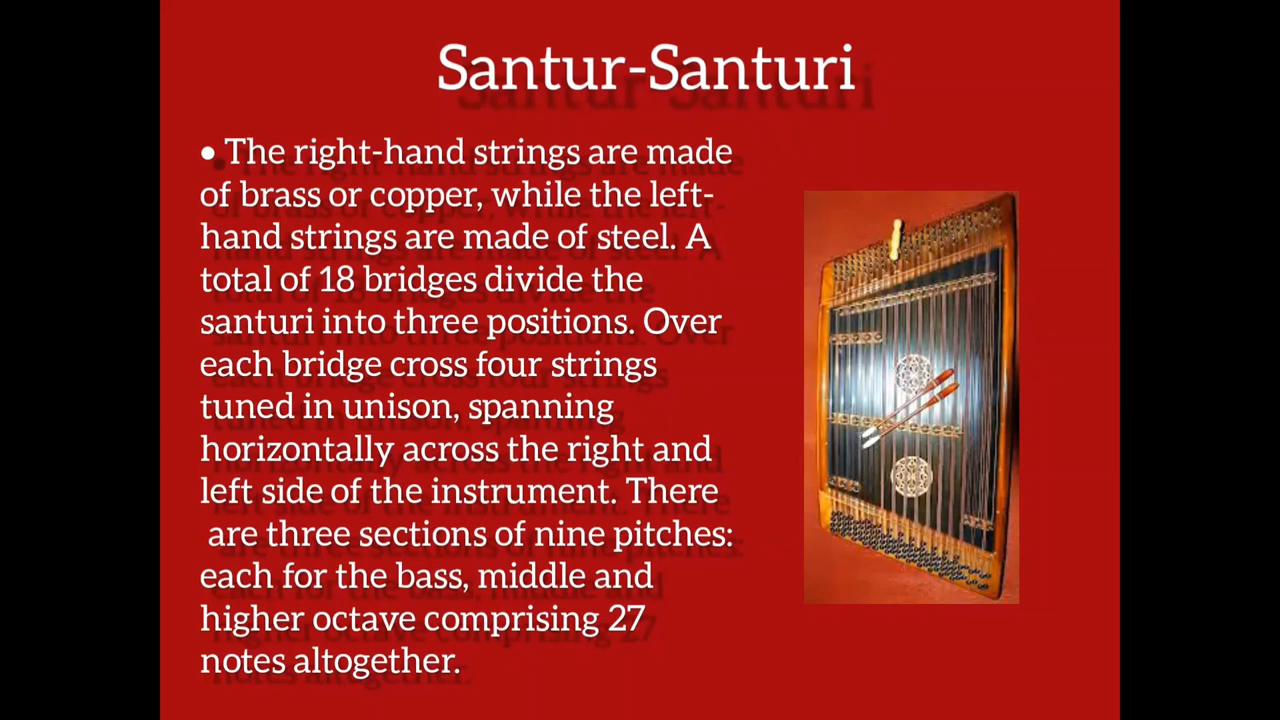 Santur-Santuri
• The right-hand strings are made
of brass or copper, while the left-
hand strings are made of steel. A
total of 18 bridges divide the
santuri into three positions. Over
each bridge cross four strings
tuned in unison, spanning
horizontally across the right and
left side of the instrument. There
are three sections of nine pitches:
each for the bass, middle and
higher octave comprising 27
notes altogether.